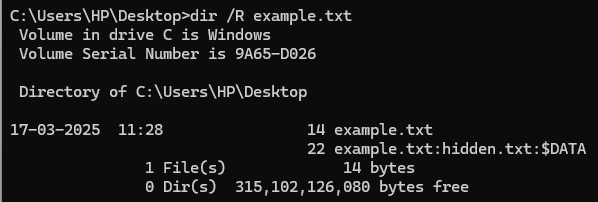 C:\Users\HP\Desktop>dir /R example.txt
Volume in drive C is Windows
Volume Serial Number is 9A65-D026
Directory of C:\Users\HP\Desktop
17-03-2025  11:28                14 example.txt
22 example.txt:hidden.txt:$DATA
1 File(s)             14 bytes
0 Dir(s)  315,102,126,080 bytes free